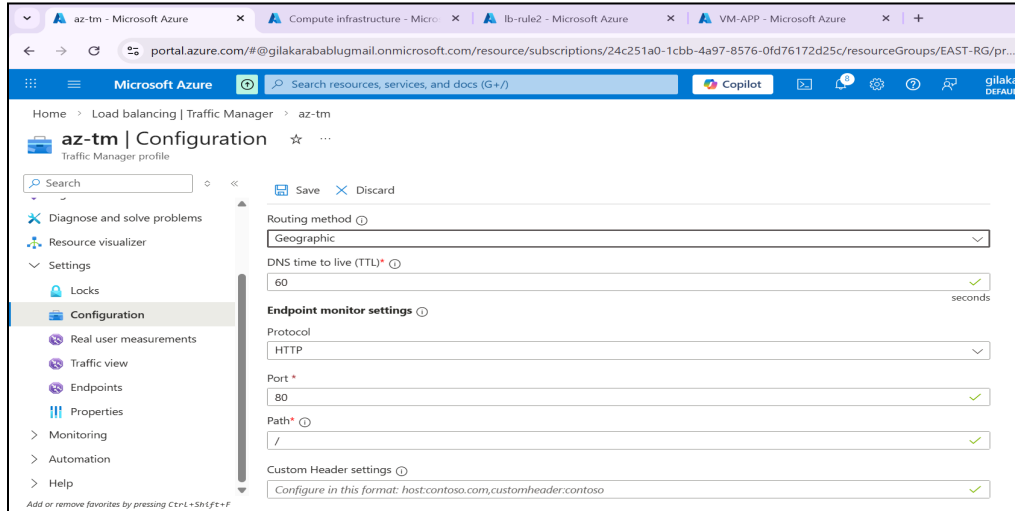 az-tm - Microsoft Azure
Compute infrastructure - Micro
lb-rule2 - Microsoft Azure
VM-APP - Microsoft Azure
portal.azure.com/#@gilakarabablugmail.onmicrosoft.com/resource/subscriptions/24c251a0-1cbb-4a97-8576-0fd76172d25c/resourceGroups/EAST-RG/pr...
Microsoft Azure
Search resources, services, and docs (G+/)
Copilot
8
gilaka
DEFAUL
Home > Load balancing | Traffic Manager > az-tm
az-tm | Configuration
Traffic Manager profile
Search
Diagnose and solve problems
Resource visualizer
Settings
Locks
Configuration
Real user measurements
Traffic view
Endpoints
Properties
Monitoring
Automation
Help
Add or remove favorites by pressing Ctrl+Shift+F
Save
Discard
Routing method
Geographic
DNS time to live (TTL)*
60
seconds
Endpoint monitor settings
Protocol
HTTP
Port *
80
Path*
/
Custom Header settings
Configure in this format: host:contoso.com,customheader:contoso